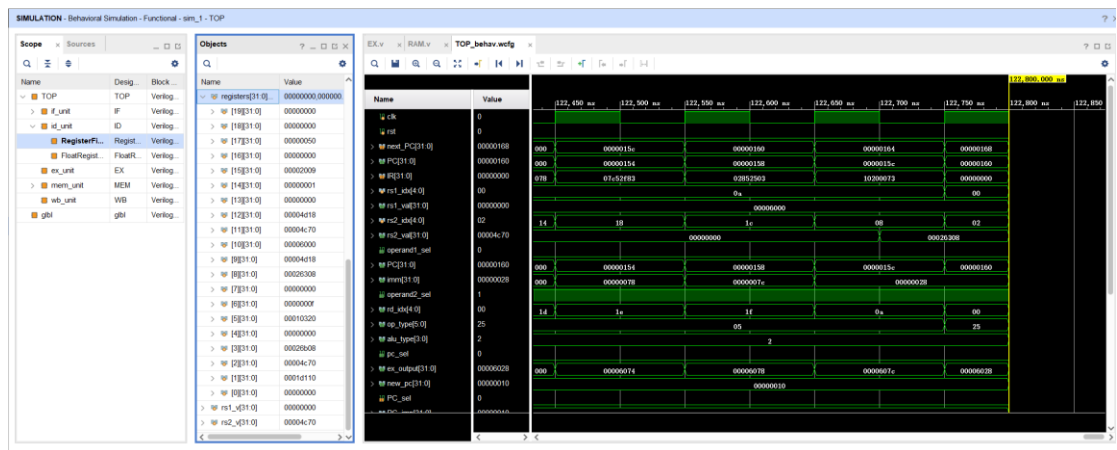 SIMULATION - Behavioral Simulation - Functional - sim_1 - TOP
Scope × Sources
Name Desig... Block ...
TOP TOP Verilog...
if_unit IF Verilog...
id_unit ID Verilog...
RegisterFi... Regist... Verilog...
FloatRegist... FloatR... Verilog...
ex_unit EX Verilog...
mem_unit MEM Verilog...
wb_unit WB Verilog...
glbl glbl Verilog...
Objects
Name Value
registers[31:0]... 00000000,000000
[19][31:0] 00000000
[18][31:0] 00000000
[17][31:0] 00000050
[16][31:0] 00000000
[15][31:0] 00002009
[14][31:0] 00000001
[13][31:0] 00000000
[12][31:0] 00004d18
[11][31:0] 00004c70
[10][31:0] 00006000
[9][31:0] 00004d18
[8][31:0] 00026308
[7][31:0] 00000000
[6][31:0] 0000000f
[5][31:0] 00010320
[4][31:0] 00000000
[3][31:0] 00026b08
[2][31:0] 00004c70
[1][31:0] 0001d110
[0][31:0] 00000000
rs1_v[31:0] 00000000
rs2_v[31:0] 00004c70
EX.v × RAM.v × TOP_behav.wcfg ×
122,800.000 ns
Name Value 122,450 ns 122,500 ns 122,550 ns 122,600 ns 122,650 ns 122,700 ns 122,750 ns 122,800 ns 122,850
clk 0
rst 0
next_PC[31:0] 00000168 000 0000015c 00000160 00000164 00000168
PC[31:0] 00000160 000 00000154 00000158 0000015c 00000160
IR[31:0] 00000000 078 07c52f83 02852503 10200073 00000000
rs1_idx[4:0] 00 0a 00
rs1_val[31:0] 00000000 00006000
rs2_idx[4:0] 02 14 18 1c 08 02
rs2_val[31:0] 00004c70 00000000 00026308
operand1_sel 0
PC[31:0] 00000160 000 00000154 00000158 0000015c 00000160
imm[31:0] 00000028 000 00000078 0000007c 00000028
operand2_sel 1
rd_idx[4:0] 00 1d 1e 1f 0a 00
op_type[5:0] 25 05 25
alu_type[3:0] 2 2
pc_sel 0
ex_output[31:0] 00006028 000 00006074 00006078 0000607c 00006028
new_pc[31:0] 00000010 00000010
PC_sel 0